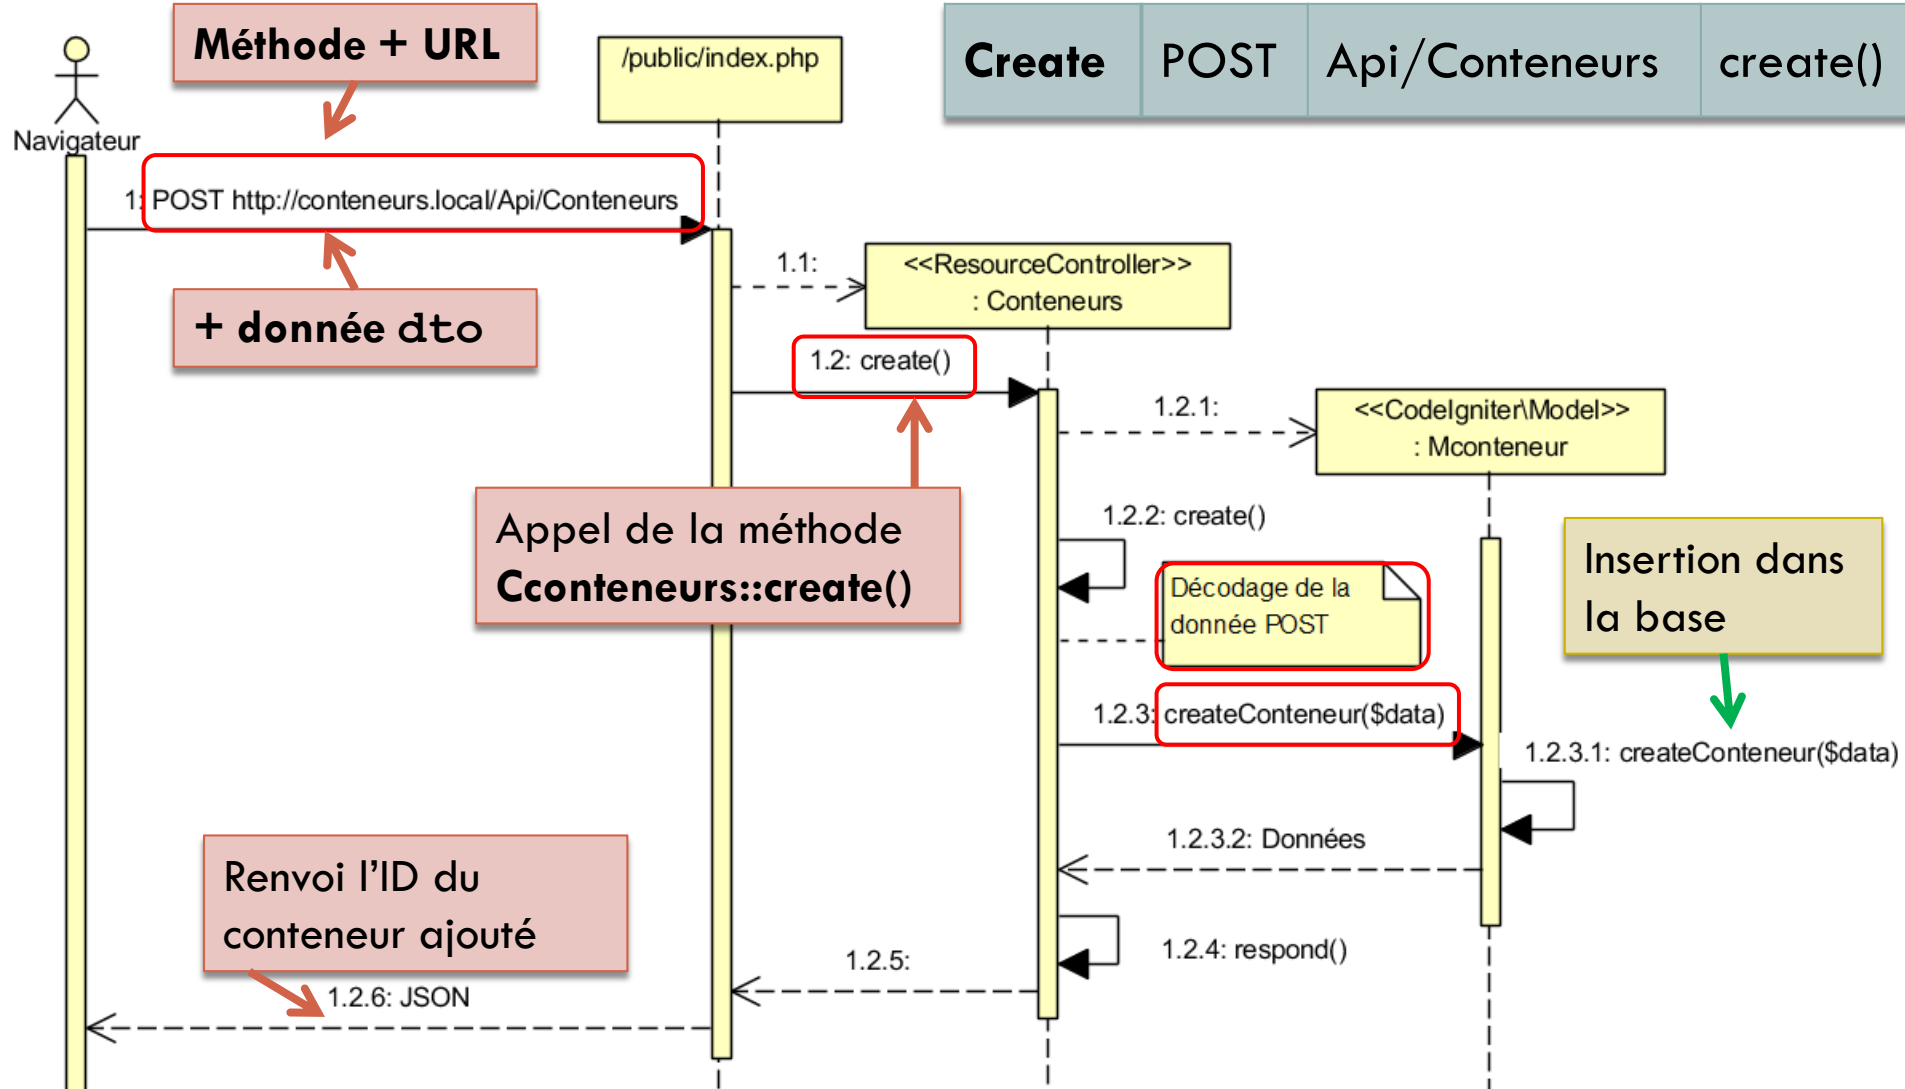 Méthode + URL
/public/index.php
Create POST Api/Conteneurs create()
Navigateur
1: POST http://conteneurs.local/Api/Conteneurs
+ donnée dto
1.1:
<<ResourceController>>
: Conteneurs
1.2: create()
1.2.1:
<<CodeIgniter\Model>>
: Mconteneur
Appel de la méthode
Cconteneurs::create()
1.2.2: create()
Décodage de la
donnée POST
Insertion dans
la base
1.2.3: createConteneur($data)
1.2.3.1: createConteneur($data)
1.2.3.2: Données
Renvoi l’ID du
conteneur ajouté
1.2.4: respond()
1.2.5:
1.2.6: JSON